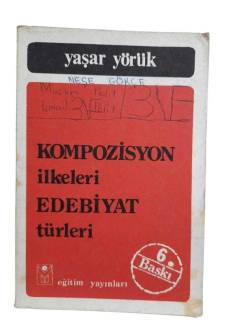 yaşar yörük
NEŞE GÖKÇE
KOMPOZİSYON
ilkeleri
EDEBİYAT
türleri
6.
Baskı
eğitim yayınları